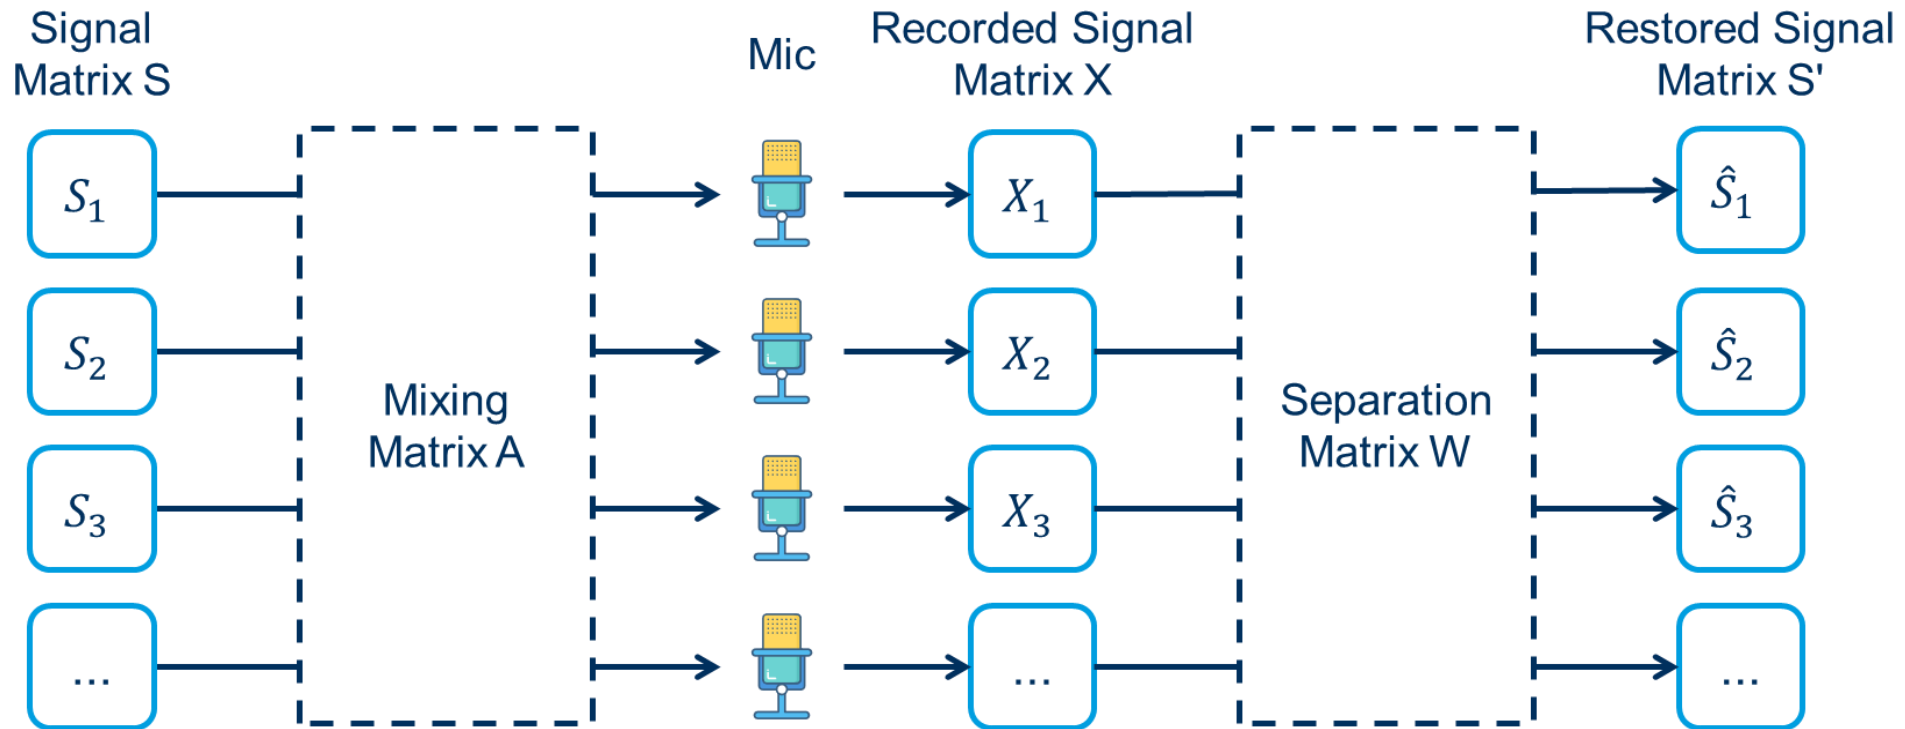 Signal
Matrix S
Mic
Recorded Signal
Matrix X
Restored Signal
Matrix S'
S₁
X₁
Ŝ₁
S₂
X₂
Ŝ₂
Mixing
Matrix A
Separation
Matrix W
S₃
X₃
Ŝ₃
...
...
...